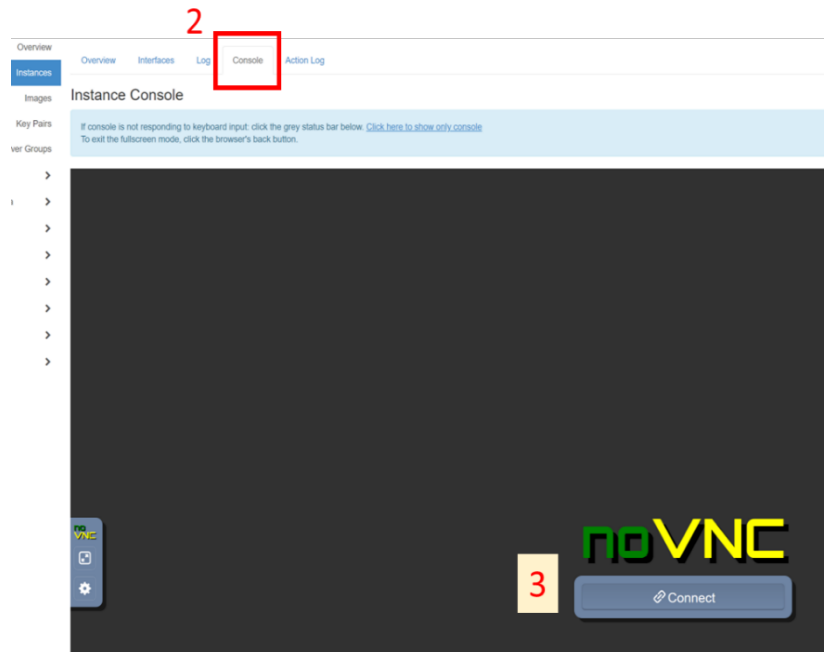 2
Overview
Instances
Images
Key Pairs
ver Groups
Overview Interfaces Log Console Action Log
Instance Console
If console is not responding to keyboard input: click the grey status bar below. Click here to show only console
To exit the fullscreen mode, click the browser's back button.
no
VNC
noVNC
3
Connect